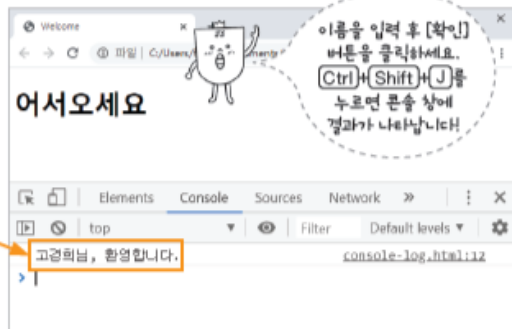 Welcome
이름을 입력 후 [확인]
버튼을 클릭하세요.
Ctrl+Shift+J를
누르면 콘솔 창에
결과가 나타납니다!
파일 C:/Users/
어서오세요
Elements Console Sources Network »
top Filter Default levels ▼
고경희님, 환영합니다. console-log.html:12
>